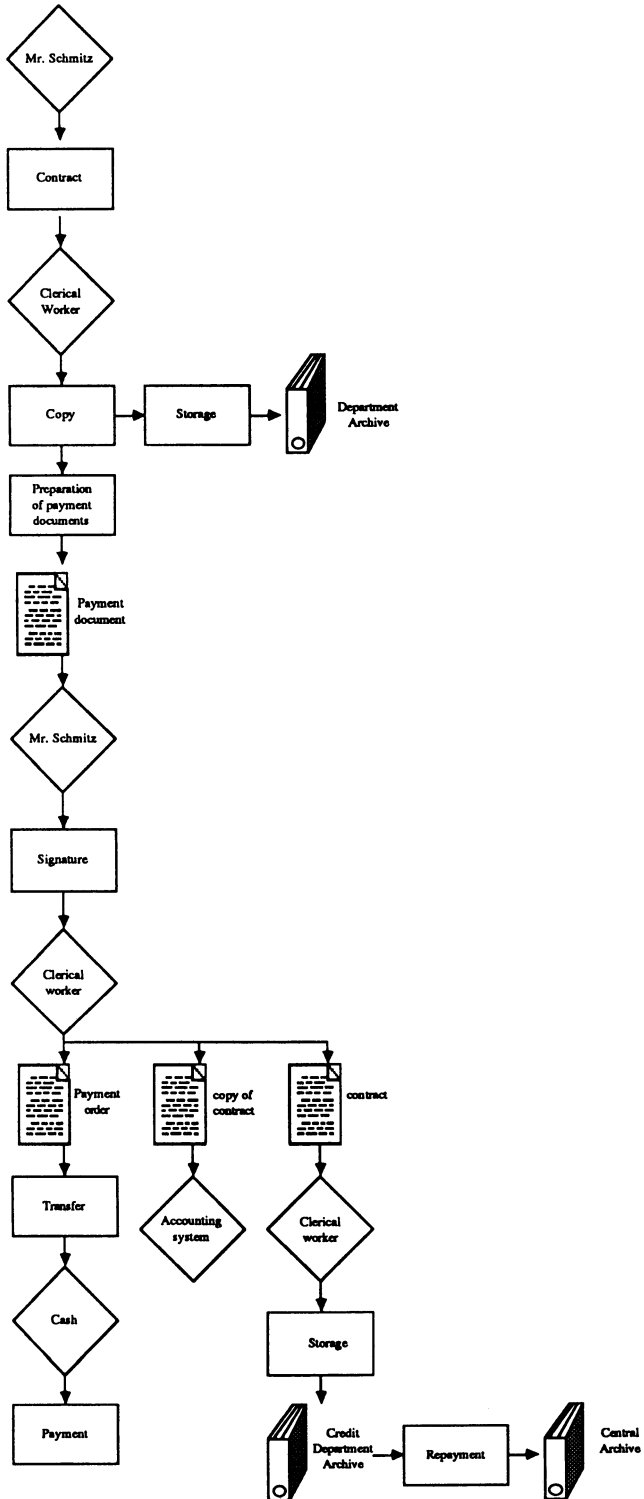 Mr. Schmitz
Contract
Clerical
Worker
Copy
Storage
Department
Archive
Preparation
of payment
documents
Payment
document
Mr. Schmitz
Signature
Clerical
worker
Payment
order
copy of
contract
contract
Transfer
Accounting
system
Clerical
worker
Cash
Storage
Payment
Credit
Department
Archive
Repayment
Central
Archive